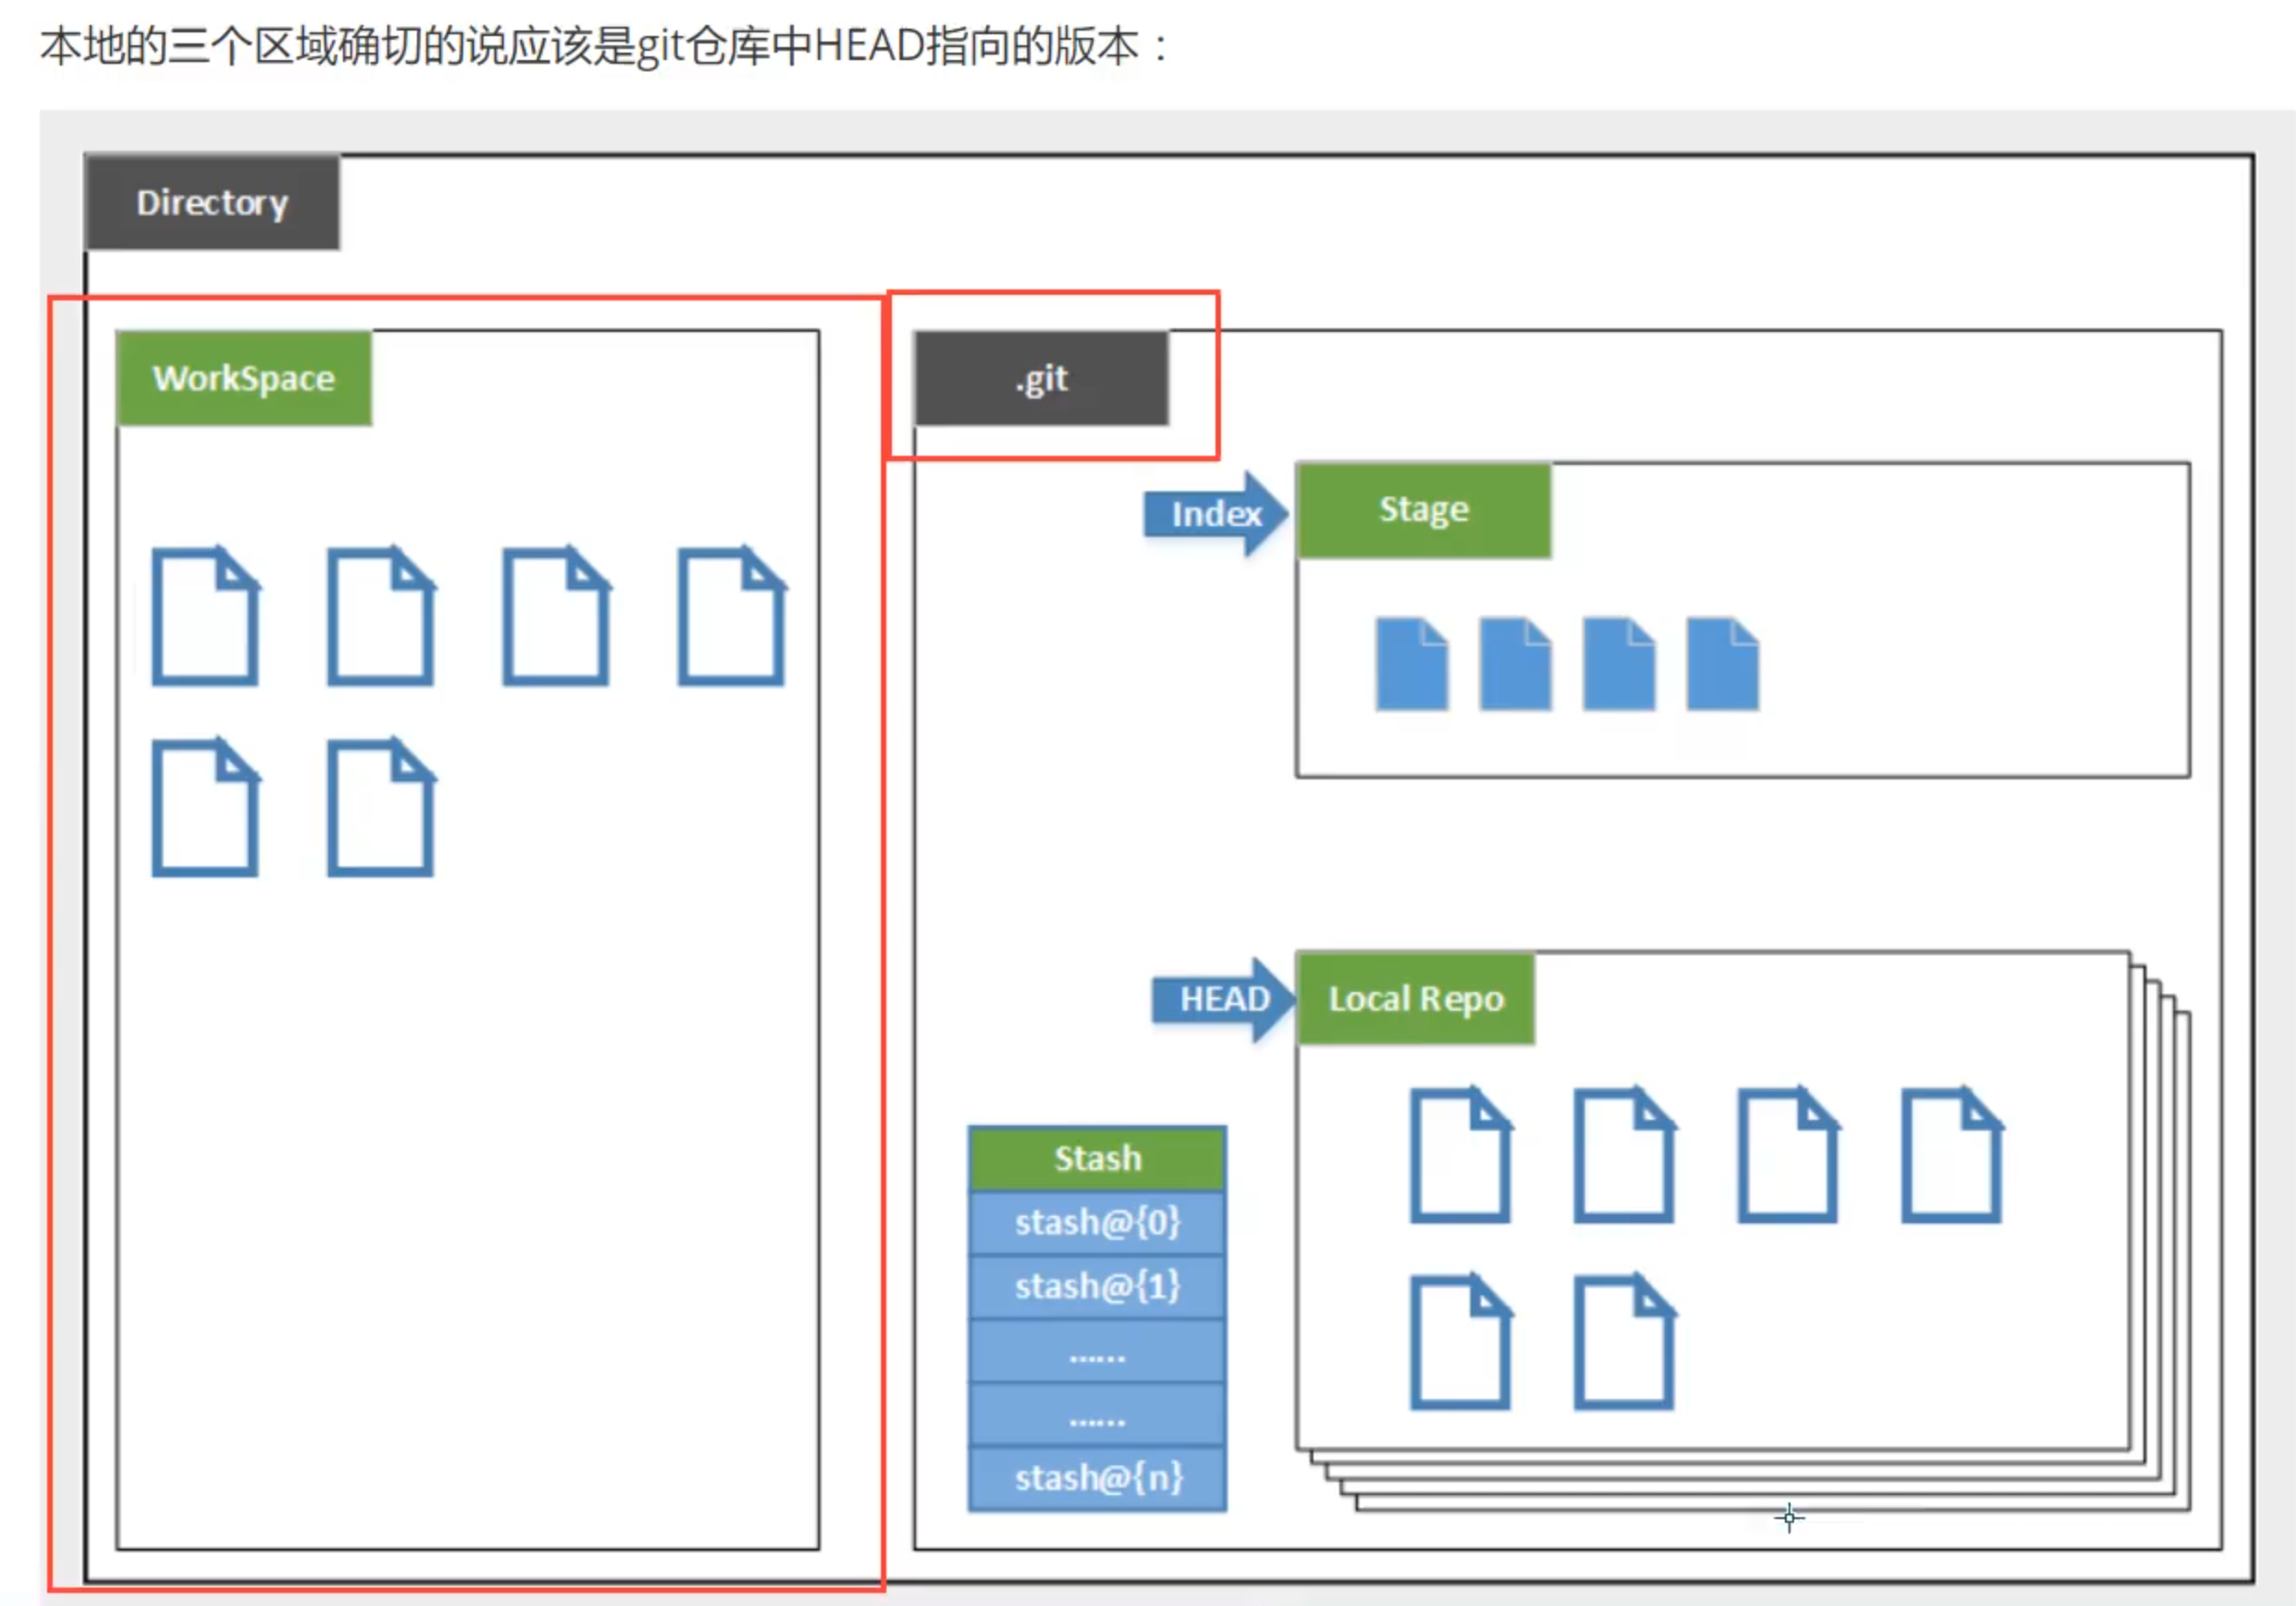 本地的三个区域确切的说应该是git仓库中HEAD指向的版本：
Directory
WorkSpace
.git
Index
Stage
HEAD
Local Repo
Stash
stash@{0}
stash@{1}
……
……
stash@{n}